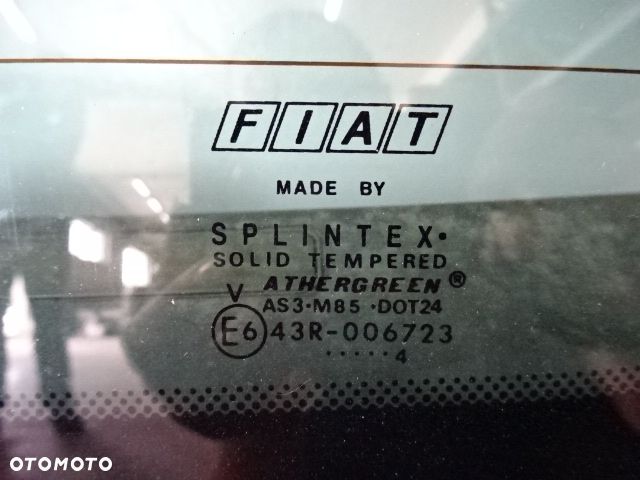 FIAT
MADE BY
SPLINTEX·
SOLID TEMPERED
ATHERGREEN®
V AS3·M85·DOT24
E6 43R-006723
·····4
OTOMOTO